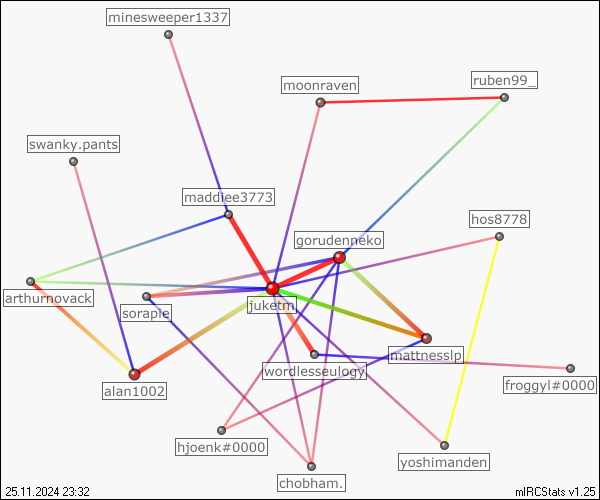 minesweeper1337
ruben99_
moonraven
swanky.pants
maddiee3773
hos8778
gorudenneko
arthurnovack
juketm
sorapie
mattnesslp
wordlesseulogy
froggyl#0000
alan1002
hjoenk#0000
yoshimanden
chobham.
25.11.2024 23:32
mIRCStats v1.25